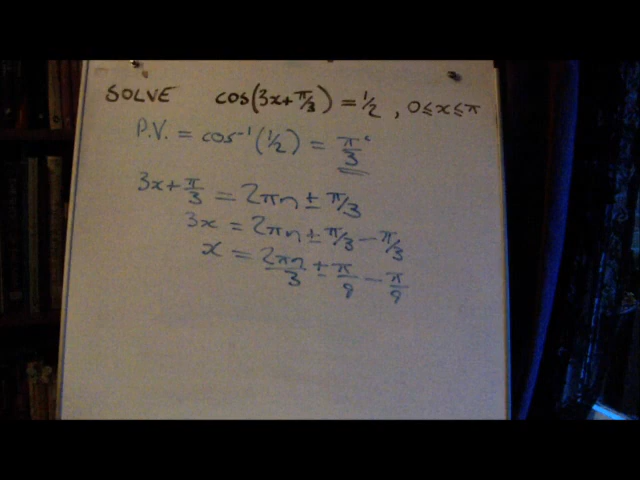 SOLVE cos(3x+π/3) = 1/2 , 0≤x≤π
P.V. = cos⁻¹(1/2) = π/3 ᶜ
3x+π/3 = 2πn ± π/3
3x = 2πn ± π/3 − π/3
x = 2πn/3 ± π/9 − π/9